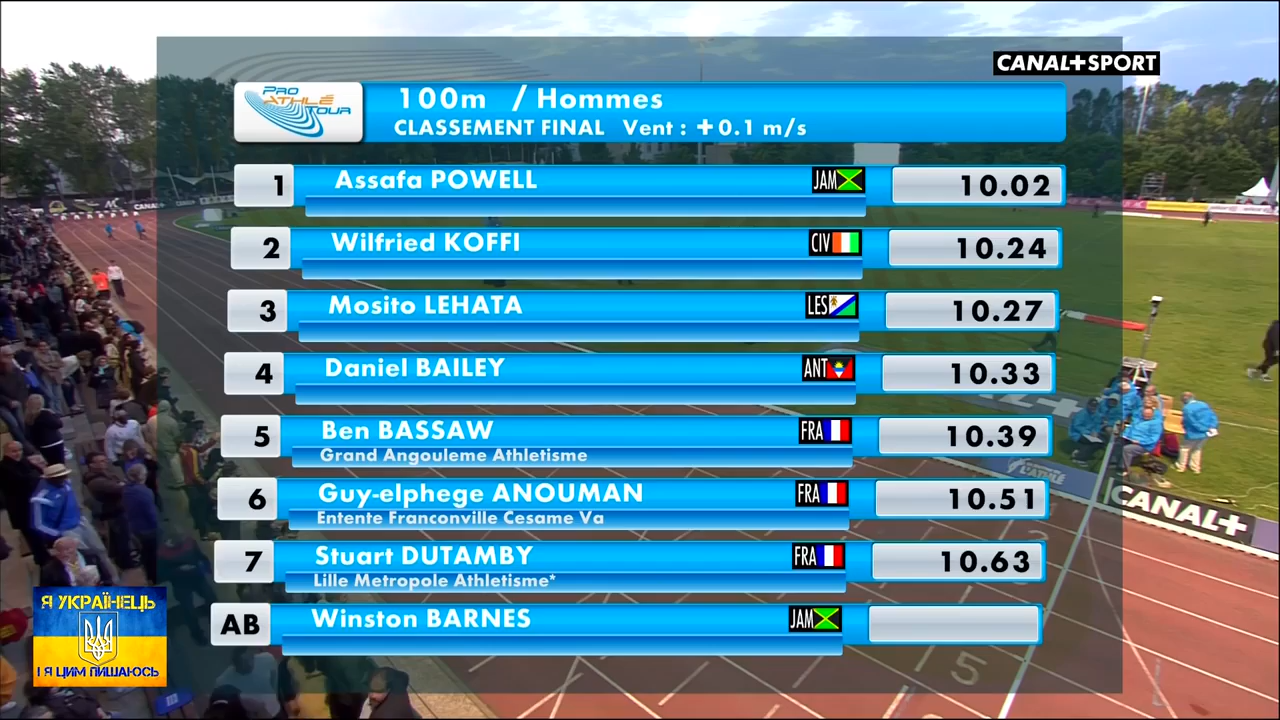 CANAL+SPORT
PRO ATHLÉ TOUR
100m / Hommes
CLASSEMENT FINAL Vent : +0.1 m/s
1 Assafa POWELL JAM 10.02
2 Wilfried KOFFI CIV 10.24
3 Mosito LEHATA LES 10.27
4 Daniel BAILEY ANT 10.33
5 Ben BASSAW FRA 10.39
Grand Angouleme Athletisme
6 Guy-elphege ANOUMAN FRA 10.51
Entente Franconville Cesame Va
7 Stuart DUTAMBY FRA 10.63
Lille Metropole Athletisme*
AB Winston BARNES JAM
CANAL+
5
Я УКРАЇНЕЦЬ
І Я ЦИМ ПИШАЮСЬ